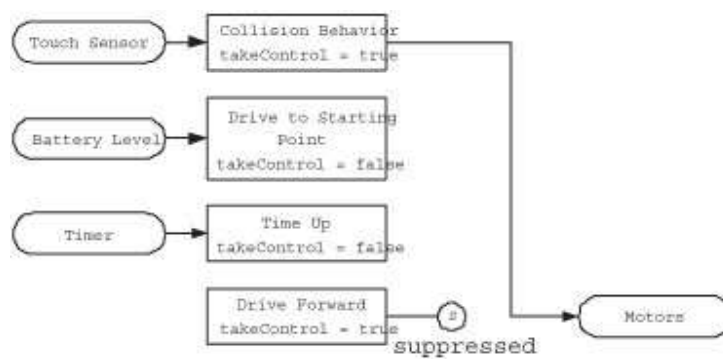 Touch Sensor
Collision Behavior
takeControl = true
Battery Level
Drive to Starting
Point
takeControl = false
Timer
Time Up
takeControl = false
Drive Forward
takeControl = true
S
suppressed
Motors